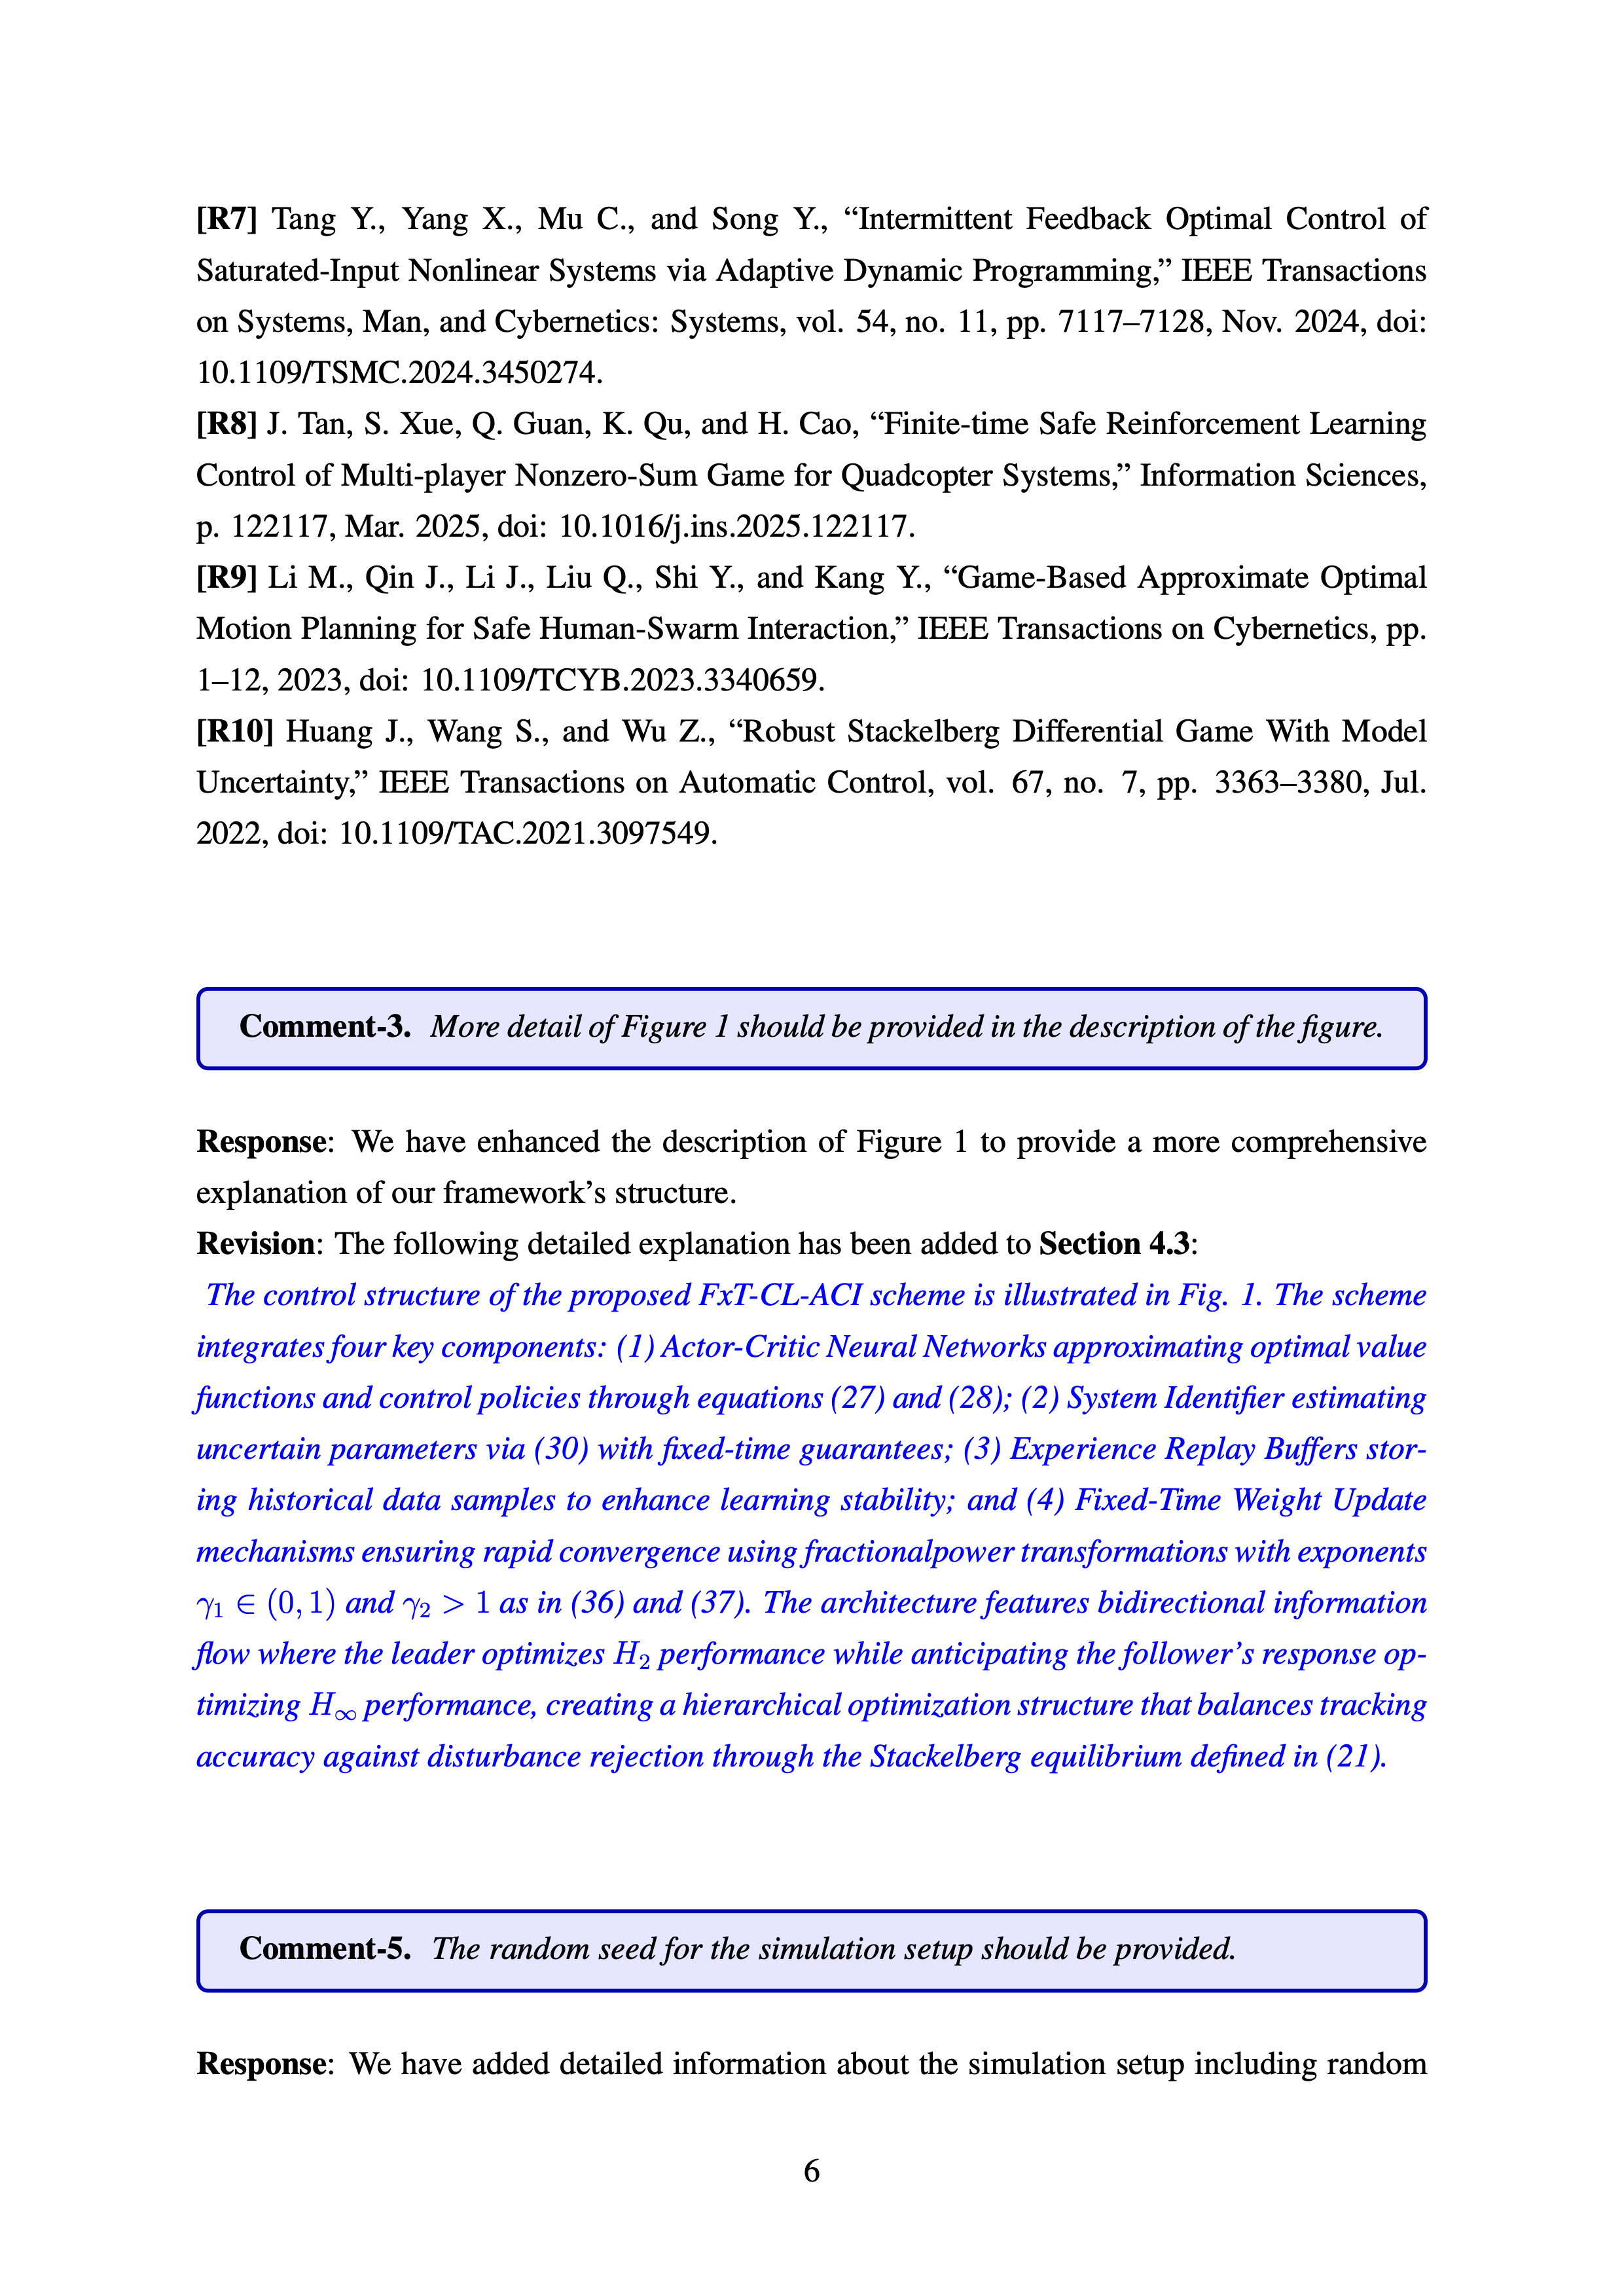 [R7] Tang Y., Yang X., Mu C., and Song Y., “Intermittent Feedback Optimal Control of
Saturated-Input Nonlinear Systems via Adaptive Dynamic Programming,” IEEE Transactions
on Systems, Man, and Cybernetics: Systems, vol. 54, no. 11, pp. 7117–7128, Nov. 2024, doi:
10.1109/TSMC.2024.3450274.
[R8] J. Tan, S. Xue, Q. Guan, K. Qu, and H. Cao, “Finite-time Safe Reinforcement Learning
Control of Multi-player Nonzero-Sum Game for Quadcopter Systems,” Information Sciences,
p. 122117, Mar. 2025, doi: 10.1016/j.ins.2025.122117.
[R9] Li M., Qin J., Li J., Liu Q., Shi Y., and Kang Y., “Game-Based Approximate Optimal
Motion Planning for Safe Human-Swarm Interaction,” IEEE Transactions on Cybernetics, pp.
1–12, 2023, doi: 10.1109/TCYB.2023.3340659.
[R10] Huang J., Wang S., and Wu Z., “Robust Stackelberg Differential Game With Model
Uncertainty,” IEEE Transactions on Automatic Control, vol. 67, no. 7, pp. 3363–3380, Jul.
2022, doi: 10.1109/TAC.2021.3097549.
Comment-3. More detail of Figure 1 should be provided in the description of the figure.
Response: We have enhanced the description of Figure 1 to provide a more comprehensive
explanation of our framework’s structure.
Revision: The following detailed explanation has been added to Section 4.3:
The control structure of the proposed FxT-CL-ACI scheme is illustrated in Fig. 1. The scheme
integrates four key components: (1) Actor-Critic Neural Networks approximating optimal value
functions and control policies through equations (27) and (28); (2) System Identifier estimating
uncertain parameters via (30) with fixed-time guarantees; (3) Experience Replay Buffers stor-
ing historical data samples to enhance learning stability; and (4) Fixed-Time Weight Update
mechanisms ensuring rapid convergence using fractionalpower transformations with exponents
γ₁ ∈ (0, 1) and γ₂ > 1 as in (36) and (37). The architecture features bidirectional information
flow where the leader optimizes H₂ performance while anticipating the follower’s response op-
timizing H∞ performance, creating a hierarchical optimization structure that balances tracking
accuracy against disturbance rejection through the Stackelberg equilibrium defined in (21).
Comment-5. The random seed for the simulation setup should be provided.
Response: We have added detailed information about the simulation setup including random
6